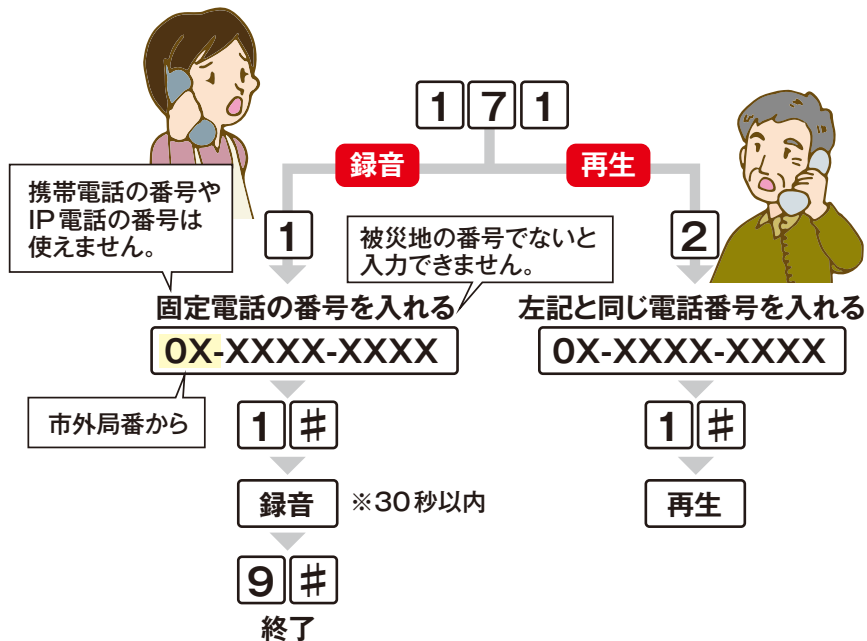 171
録音
再生
携帯電話の番号や
IP電話の番号は
使えません。
1
被災地の番号でないと
入力できません。
2
固定電話の番号を入れる
左記と同じ電話番号を入れる
0X-XXXX-XXXX
0X-XXXX-XXXX
市外局番から
1♯
1♯
録音
※30秒以内
再生
9♯
終了